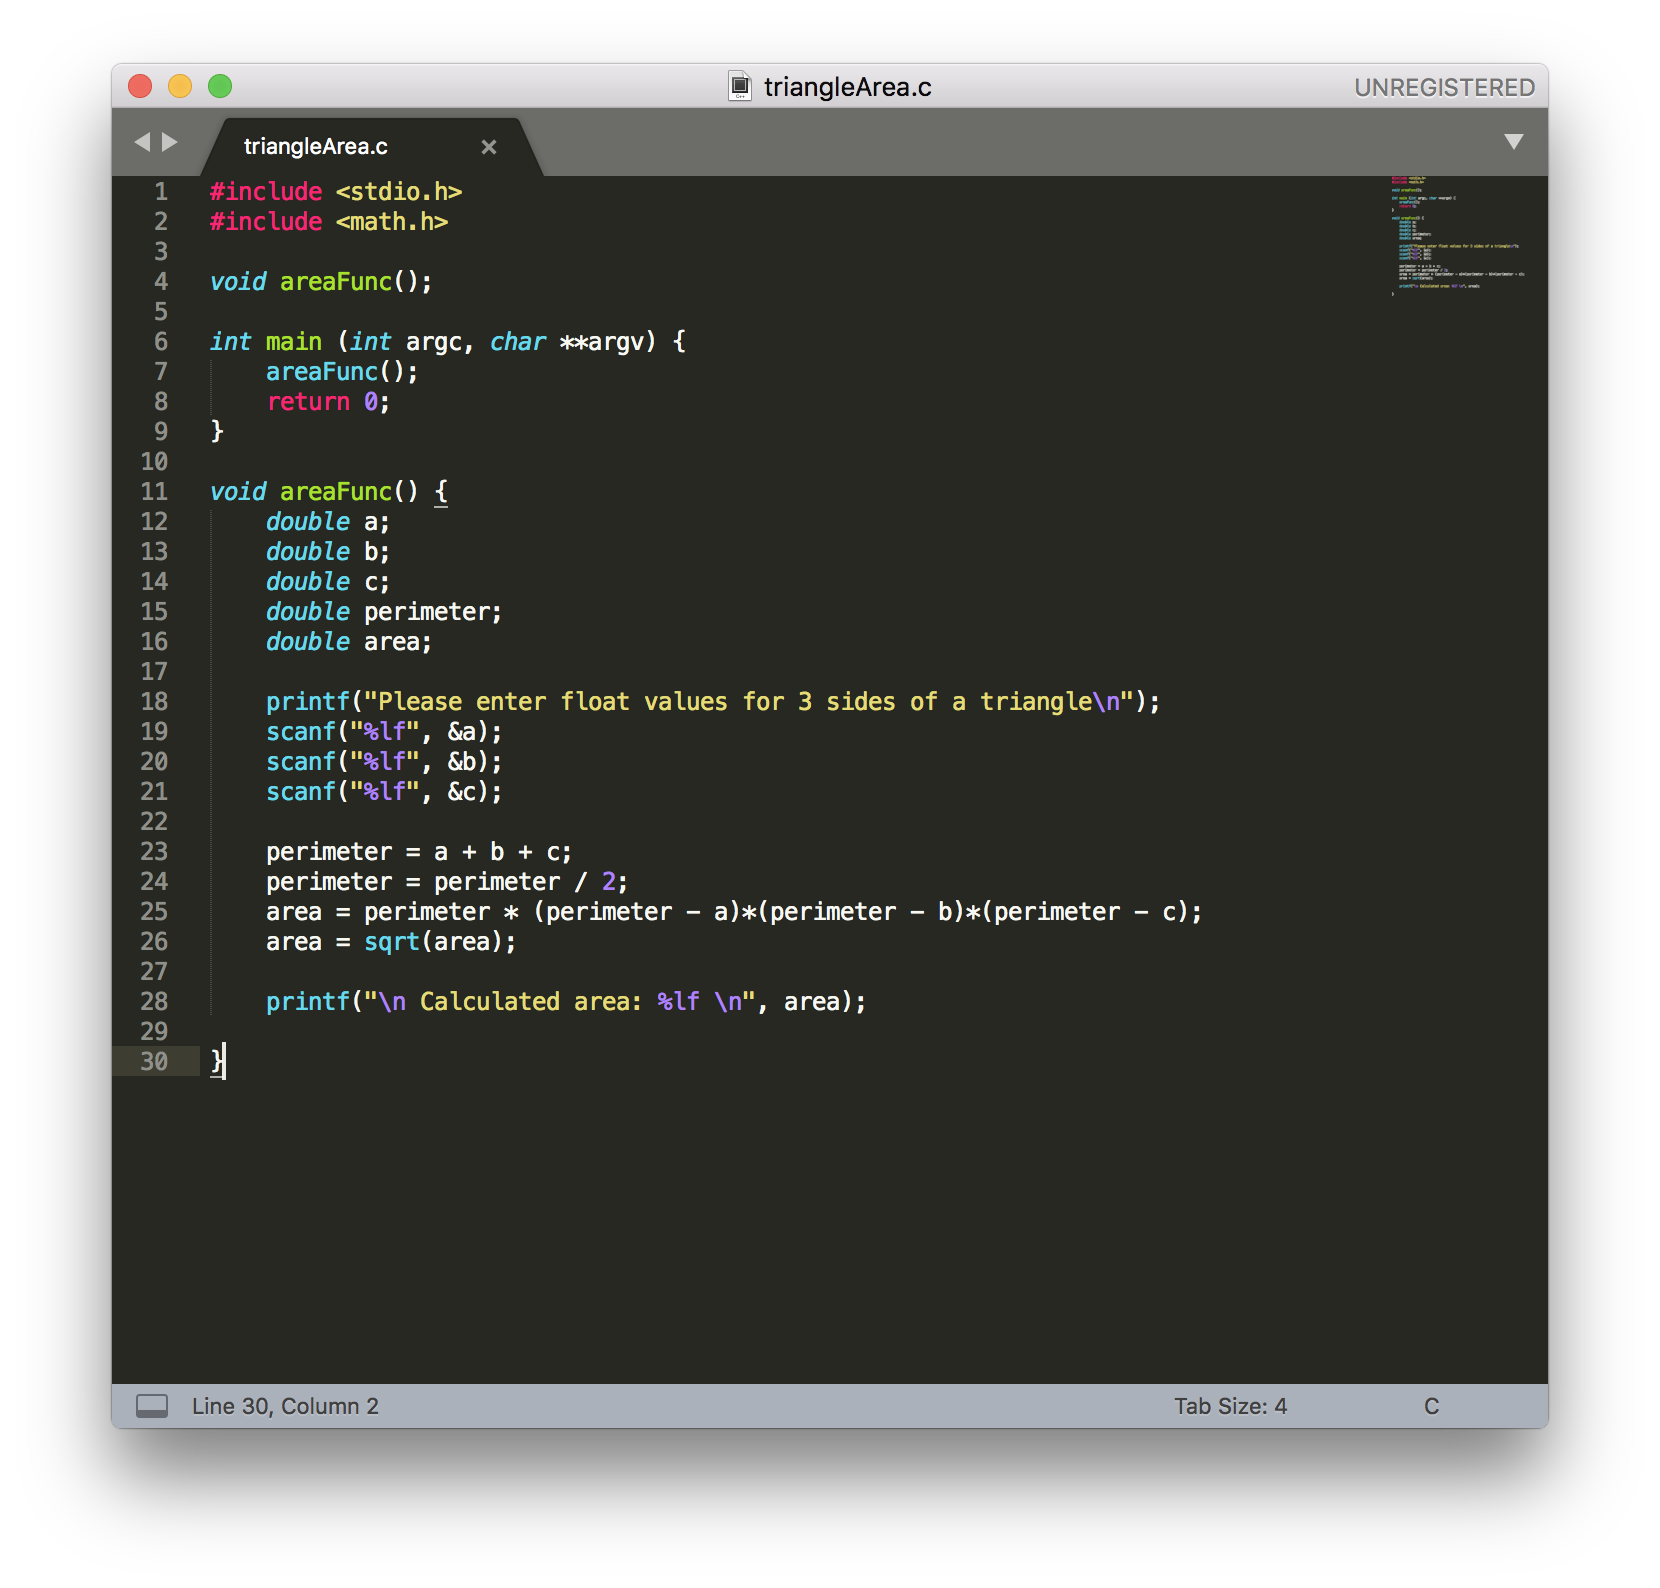 triangleArea.c
UNREGISTERED
triangleArea.c ×
1 #include <stdio.h>
2 #include <math.h>
3
4 void areaFunc();
5
6 int main (int argc, char **argv) {
7     areaFunc();
8     return 0;
9 }
10
11 void areaFunc() {
12     double a;
13     double b;
14     double c;
15     double perimeter;
16     double area;
17
18     printf("Please enter float values for 3 sides of a triangle\n");
19     scanf("%lf", &a);
20     scanf("%lf", &b);
21     scanf("%lf", &c);
22
23     perimeter = a + b + c;
24     perimeter = perimeter / 2;
25     area = perimeter * (perimeter - a)*(perimeter - b)*(perimeter - c);
26     area = sqrt(area);
27
28     printf("\n Calculated area: %lf \n", area);
29
30 }
Line 30, Column 2
Tab Size: 4
C